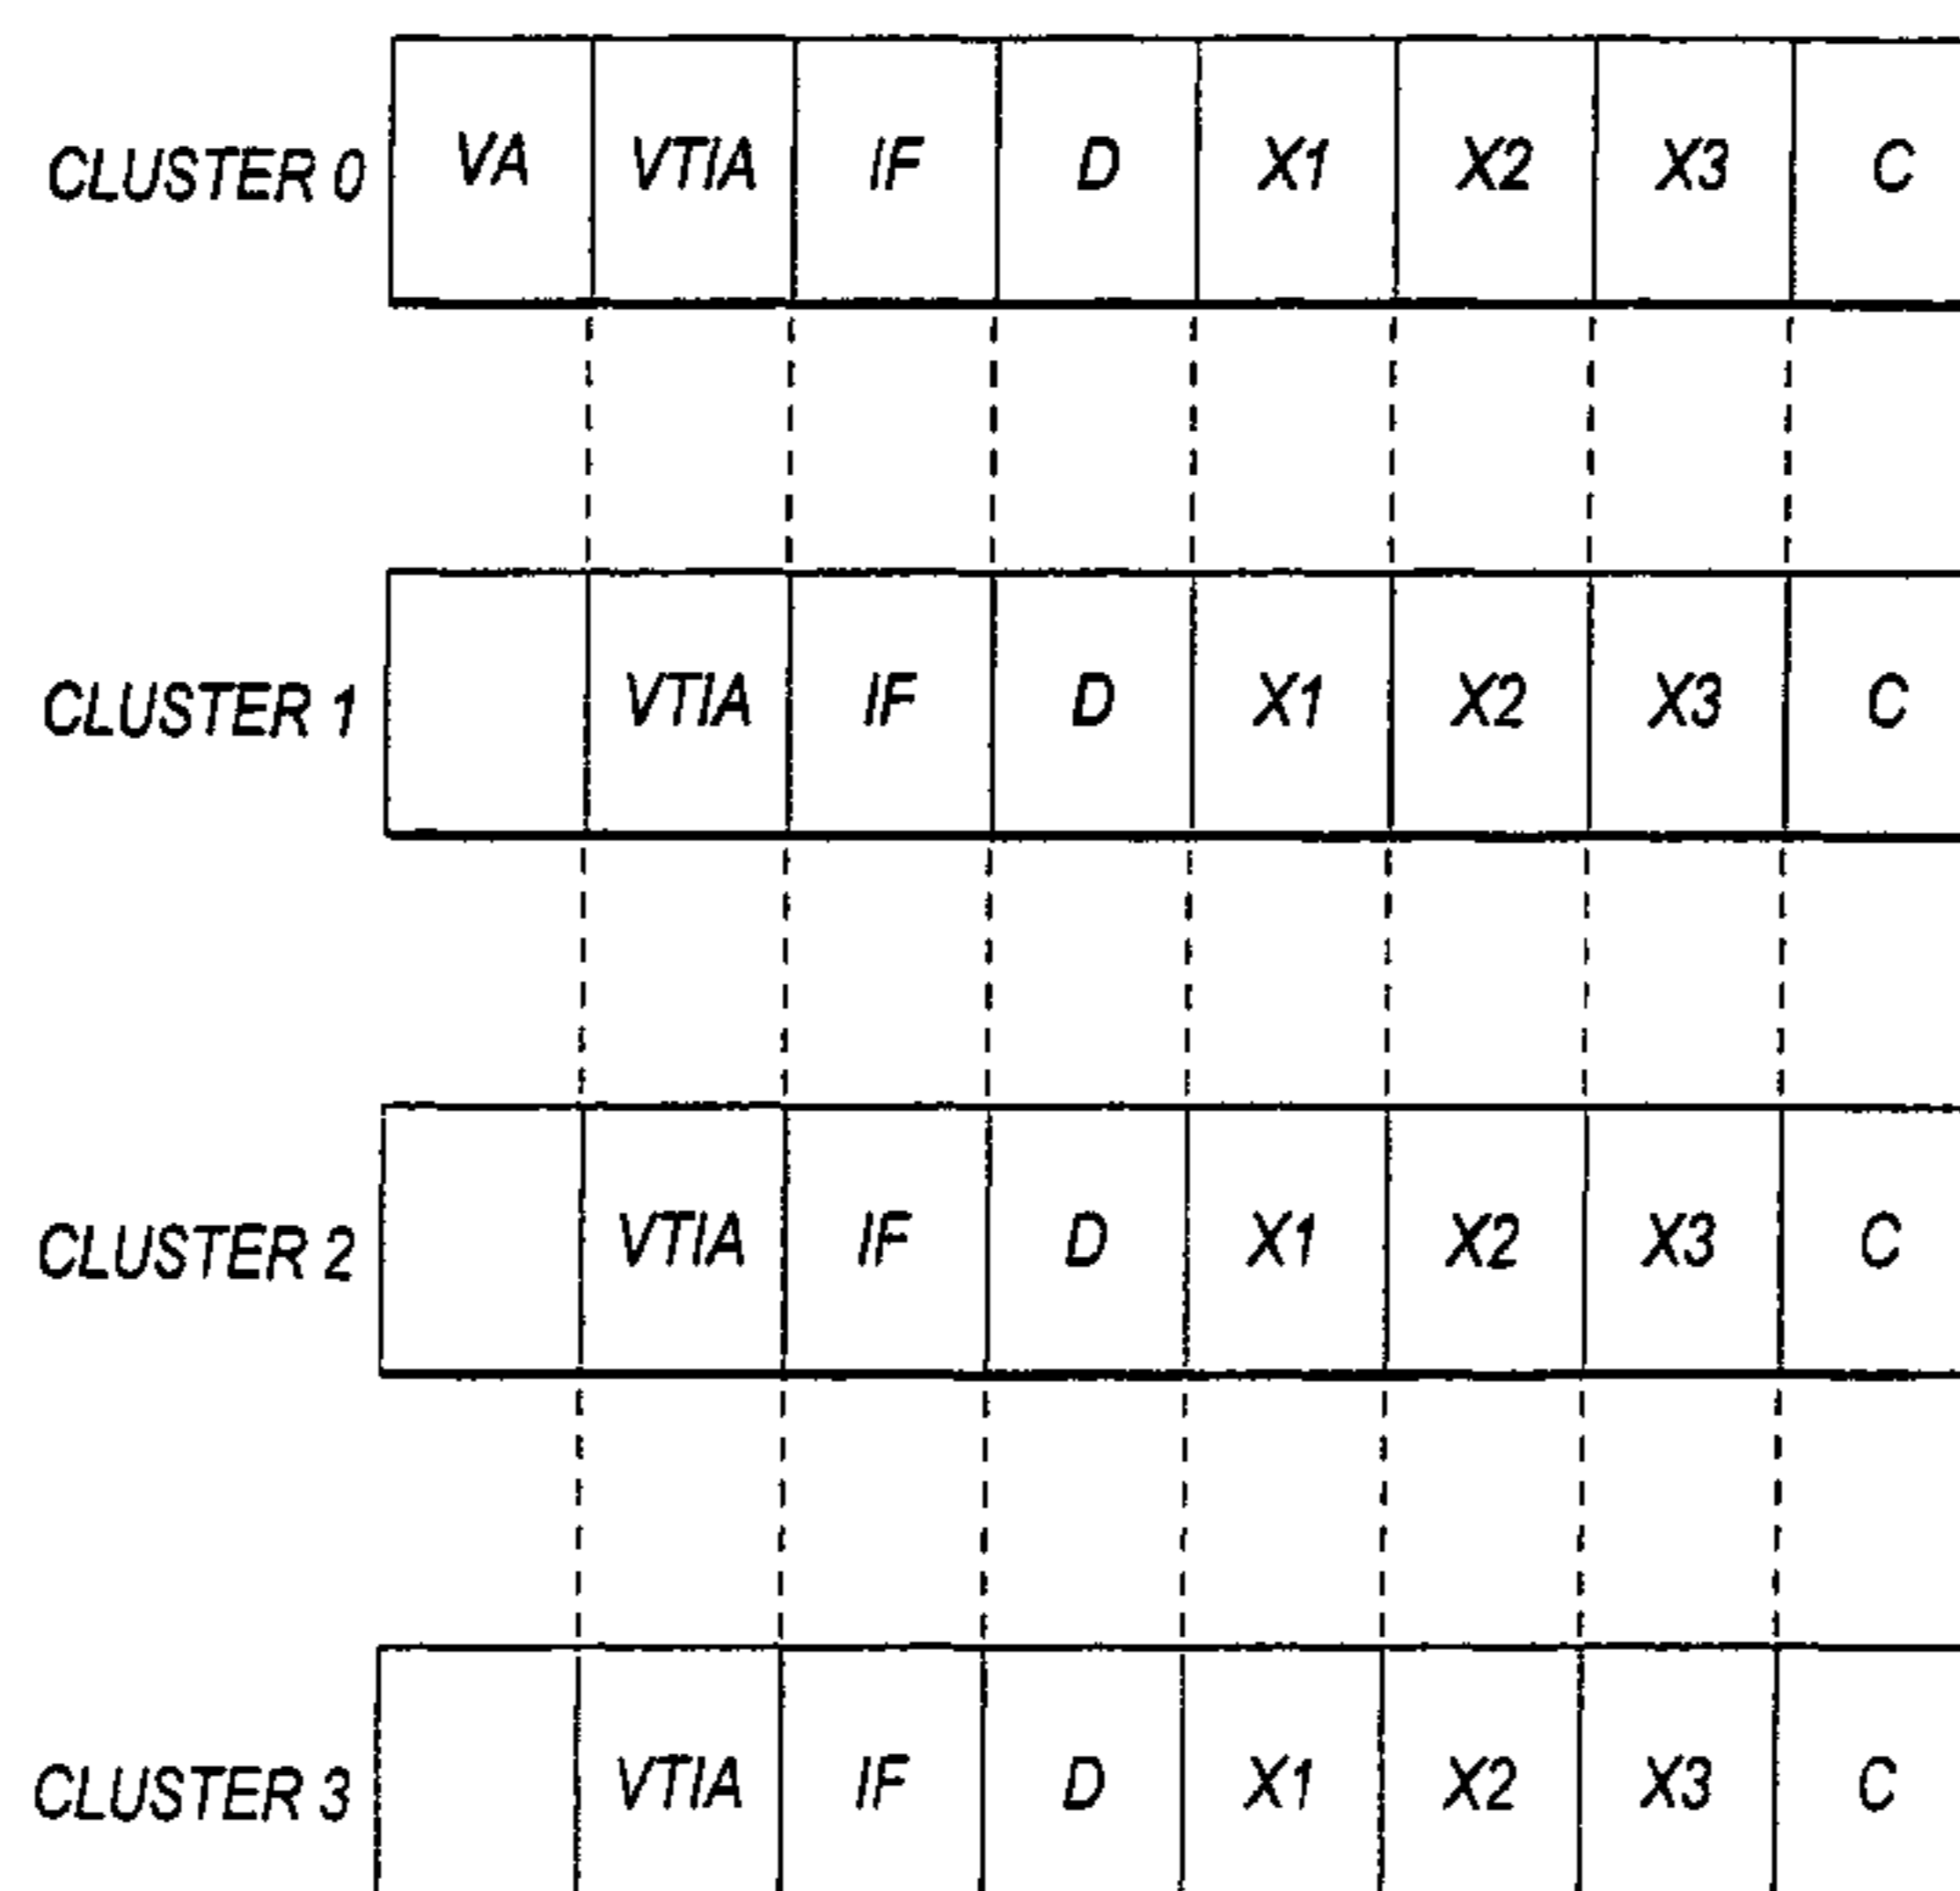 CLUSTER 0 VA VTIA IF D X1 X2 X3 C
CLUSTER 1 VTIA IF D X1 X2 X3 C
CLUSTER 2 VTIA IF D X1 X2 X3 C
CLUSTER 3 VTIA IF D X1 X2 X3 C